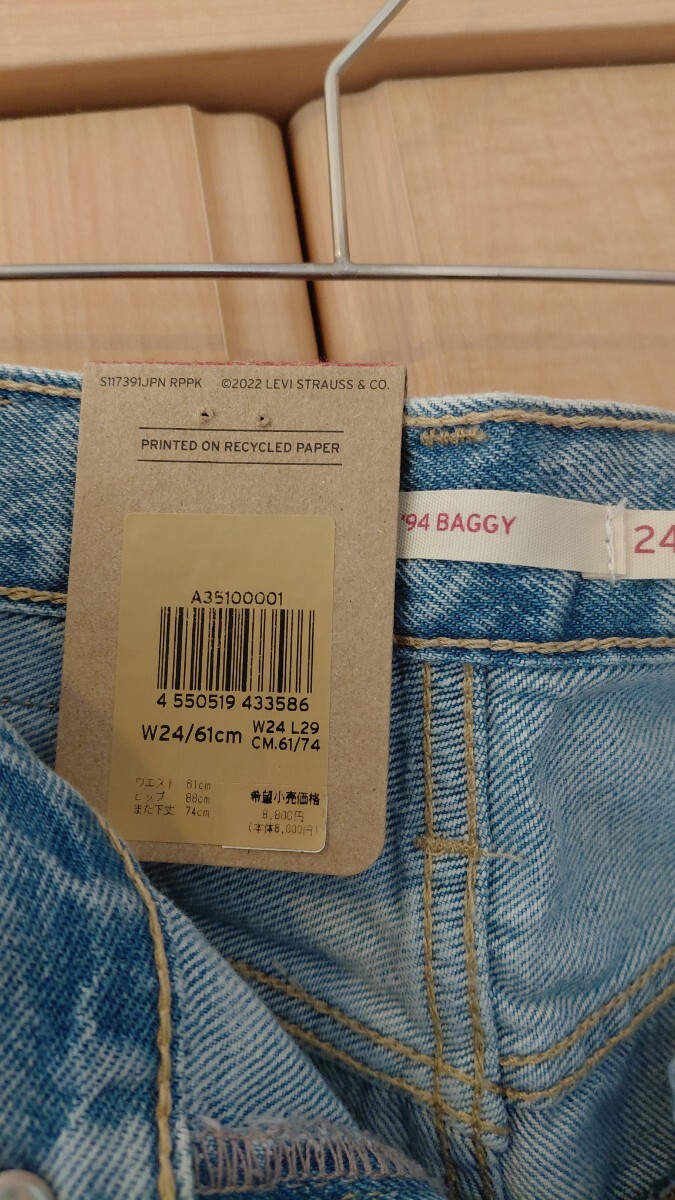 S117391JPN RPPK ©2022 LEVI STRAUSS & CO.
PRINTED ON RECYCLED PAPER
'94 BAGGY
24
A35100001
4 550519 433586
W24/61cm
W24 L29
CM.61/74
ウエスト 61cm
ヒップ 88cm
また下丈 74cm
希望小売価格
8,800円
(本体8,000円)